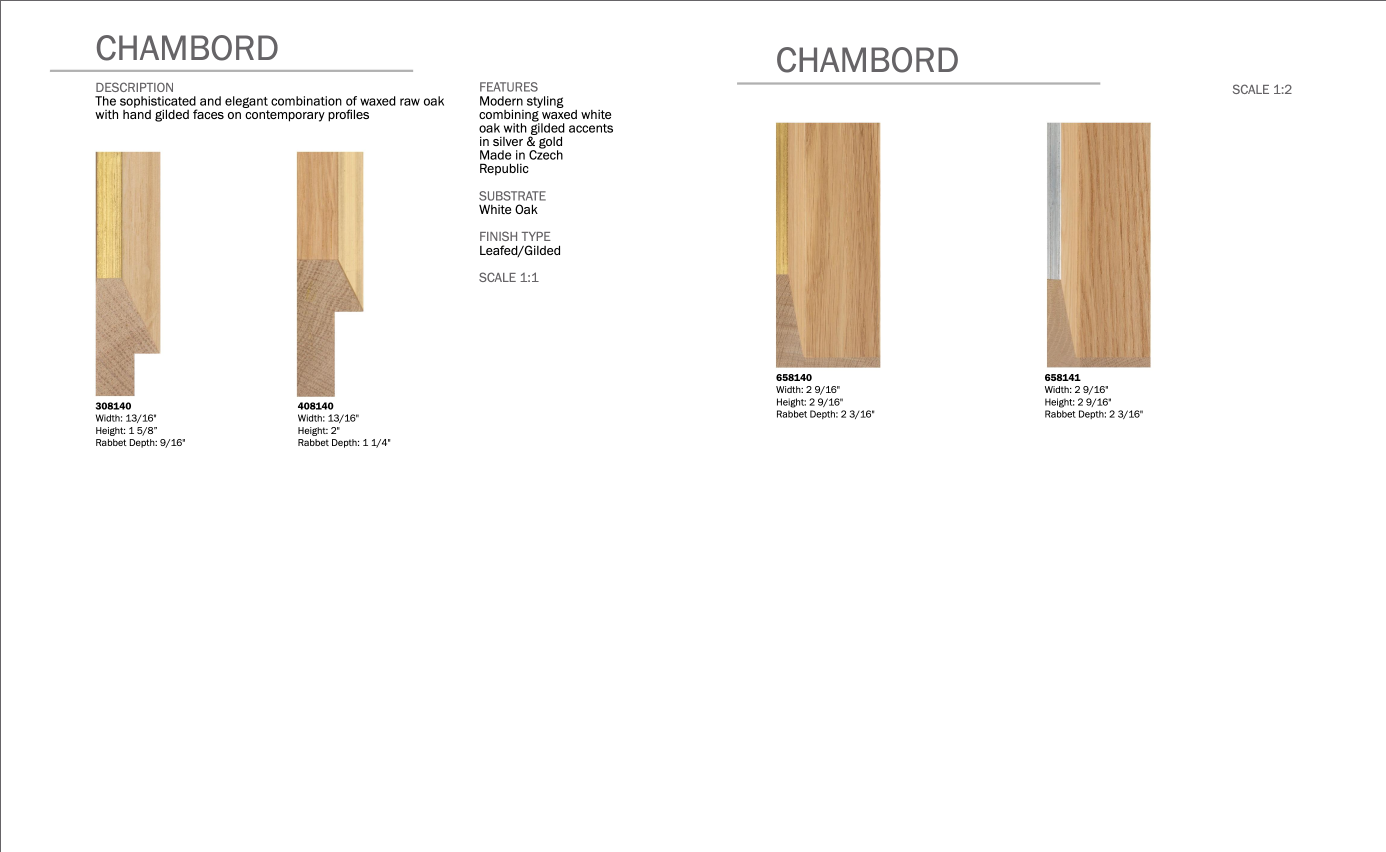 CHAMBORD
DESCRIPTION
The sophisticated and elegant combination of waxed raw oak
with hand gilded faces on contemporary profiles
FEATURES
Modern styling
combining waxed white
oak with gilded accents
in silver & gold
Made in Czech
Republic
SUBSTRATE
White Oak
FINISH TYPE
Leafed/Gilded
SCALE 1:1
308140
Width: 13/16"
Height: 1 5/8”
Rabbet Depth: 9/16"
408140
Width: 13/16"
Height: 2"
Rabbet Depth: 1 1/4"
CHAMBORD
SCALE 1:2
658140
Width: 2 9/16"
Height: 2 9/16"
Rabbet Depth: 2 3/16"
658141
Width: 2 9/16"
Height: 2 9/16"
Rabbet Depth: 2 3/16"